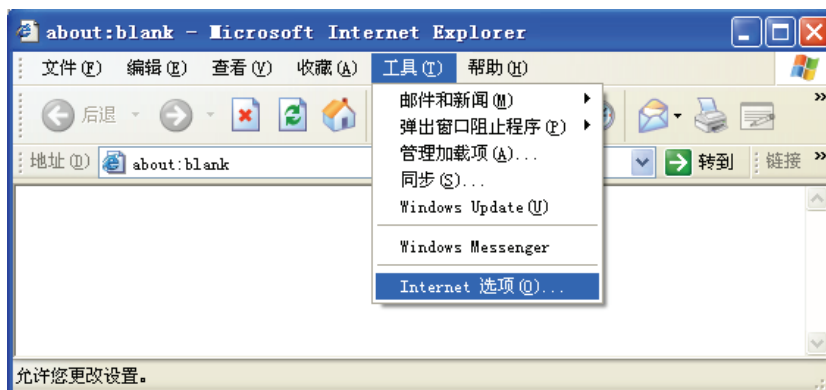 about:blank - Microsoft Internet Explorer
文件(F) 编辑(E) 查看(V) 收藏(A) 工具(T) 帮助(H)
后退
地址(D) about:blank 转到 链接
邮件和新闻(M)
弹出窗口阻止程序(P)
管理加载项(A)...
同步(S)...
Windows Update(U)
Windows Messenger
Internet 选项(O)...
允许您更改设置。